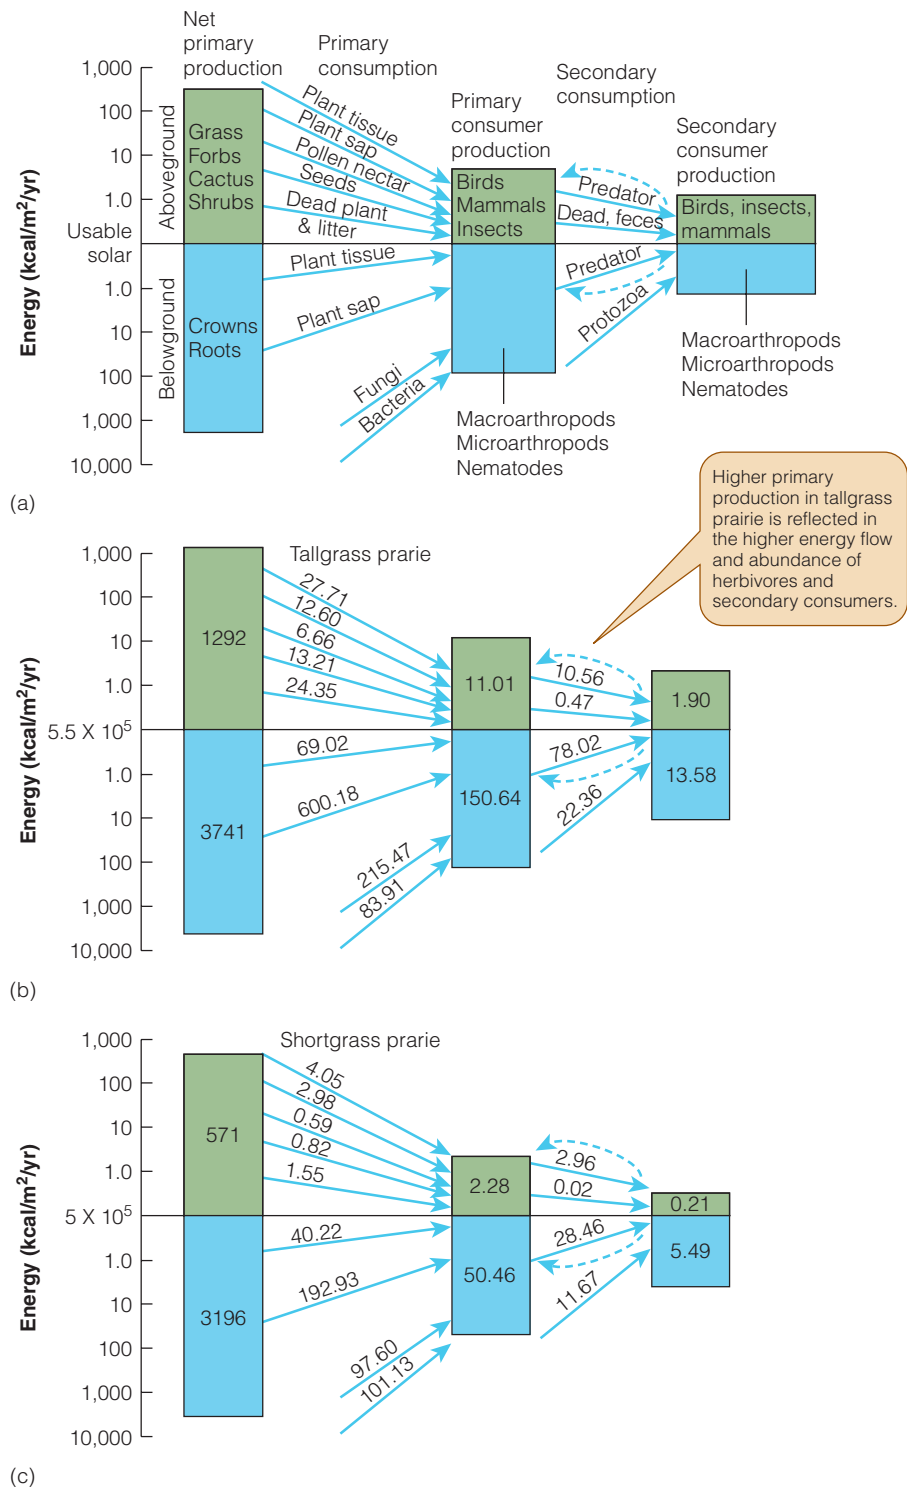 Net
primary
production
Primary
consumption
Secondary
consumption
Primary
consumer
production
Secondary
consumer
production
Energy (kcal/m²/yr)
1,000
100
10
1.0
Usable
solar
1.0
10
100
1,000
10,000
Aboveground
Belowground
Grass
Forbs
Cactus
Shrubs
Crowns
Roots
Plant tissue
Plant sap
Pollen nectar
Seeds
Dead plant
& litter
Plant tissue
Plant sap
Fungi
Bacteria
Birds
Mammals
Insects
Macroarthropods
Microarthropods
Nematodes
Predator
Dead, feces
Predator
Protozoa
Birds, insects,
mammals
Macroarthropods
Microarthropods
Nematodes
(a)
Higher primary
production in tallgrass
prairie is reflected in
the higher energy flow
and abundance of
herbivores and
secondary consumers.
Tallgrass prarie
Energy (kcal/m²/yr)
Energy (kcal/m²/yr)
1,000
100
10
1.0
5.5 X 10⁵
1.0
10
100
1,000
10,000
1292
3741
27.71
12.60
6.66
13.21
24.35
69.02
600.18
215.47
83.91
11.01
150.64
10.56
0.47
78.02
22.36
1.90
13.58
(b)
Shortgrass prarie
Energy (kcal/m²/yr)
Energy (kcal/m²/yr)
1,000
100
10
1.0
5 X 10⁵
1.0
10
100
1,000
10,000
571
3196
4.05
2.98
0.59
0.82
1.55
40.22
192.93
97.60
101.13
2.28
50.46
2.96
0.02
28.46
11.67
0.21
5.49
(c)